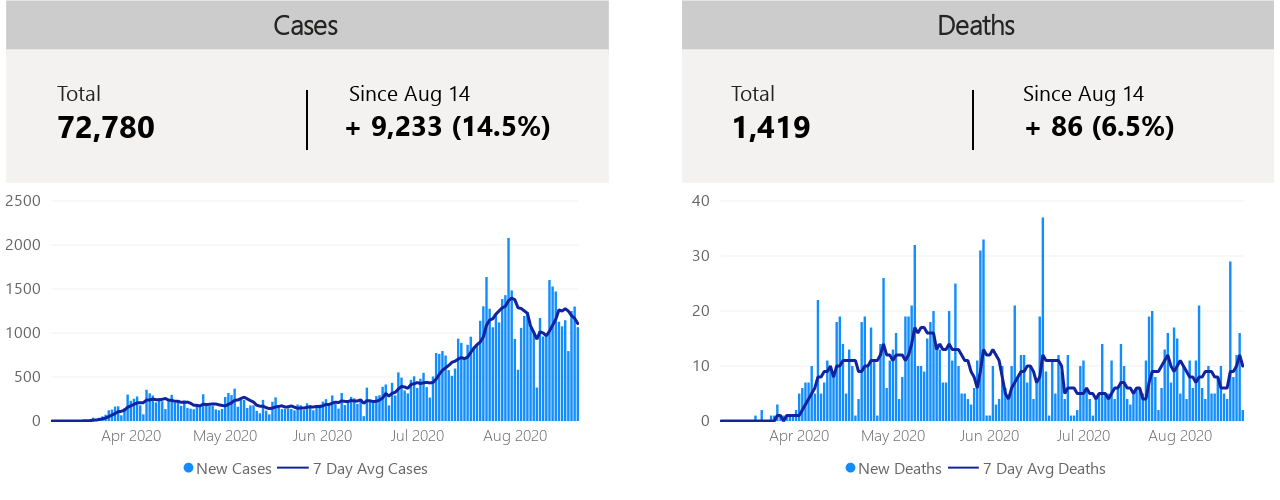 Cases
Total
72,780
Since Aug 14
+ 9,233 (14.5%)
2500
2000
1500
1000
500
0
Apr 2020 May 2020 Jun 2020 Jul 2020 Aug 2020
New Cases 7 Day Avg Cases
Deaths
Total
1,419
Since Aug 14
+ 86 (6.5%)
40
30
20
10
0
Apr 2020 May 2020 Jun 2020 Jul 2020 Aug 2020
New Deaths 7 Day Avg Deaths